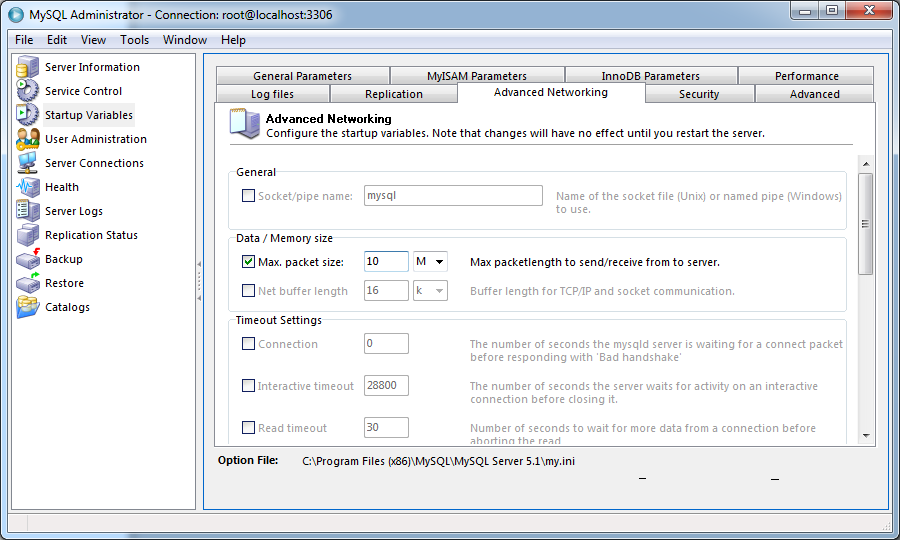 MySQL Administrator - Connection: root@localhost:3306
File Edit View Tools Window Help
Server Information
Service Control
Startup Variables
User Administration
Server Connections
Health
Server Logs
Replication Status
Backup
Restore
Catalogs
General Parameters MyISAM Parameters InnoDB Parameters Performance
Log files Replication Advanced Networking Security Advanced
Advanced Networking
Configure the startup variables. Note that changes will have no effect until you restart the server.
General
Socket/pipe name: mysql Name of the socket file (Unix) or named pipe (Windows)
to use.
Data / Memory size
Max. packet size: 10 M Max packetlength to send/receive from to server.
Net buffer length 16 k Buffer length for TCP/IP and socket communication.
Timeout Settings
Connection 0 The number of seconds the mysqld server is waiting for a connect packet
before responding with 'Bad handshake'
Interactive timeout 28800 The number of seconds the server waits for activity on an interactive
connection before closing it.
Read timeout 30 Number of seconds to wait for more data from a connection before
aborting the read
Option File: C:\Program Files (x86)\MySQL\MySQL Server 5.1\my.ini